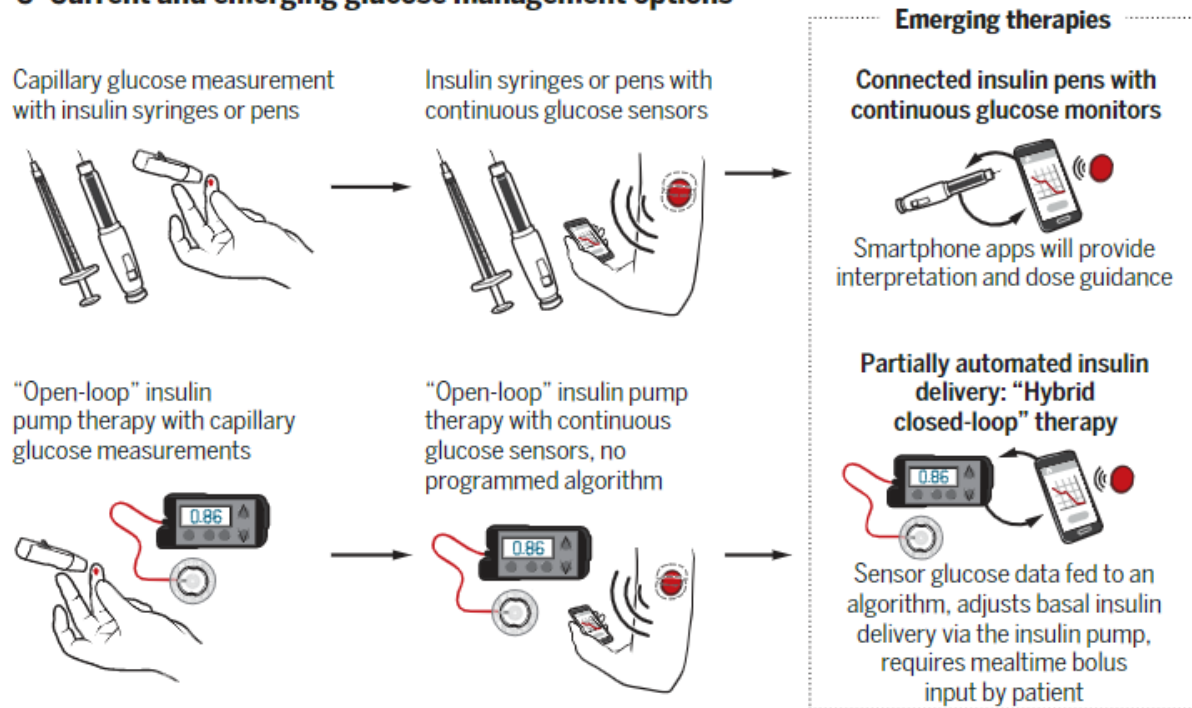 Current and emerging glucose management options
Emerging therapies
Capillary glucose measurement
with insulin syringes or pens
Insulin syringes or pens with
continuous glucose sensors
Connected insulin pens with
continuous glucose monitors
Smartphone apps will provide
interpretation and dose guidance
“Open-loop” insulin
pump therapy with capillary
glucose measurements
0.86
“Open-loop” insulin pump
therapy with continuous
glucose sensors, no
programmed algorithm
0.86
Partially automated insulin
delivery: “Hybrid
closed-loop” therapy
0.86
Sensor glucose data fed to an
algorithm, adjusts basal insulin
delivery via the insulin pump,
requires mealtime bolus
input by patient